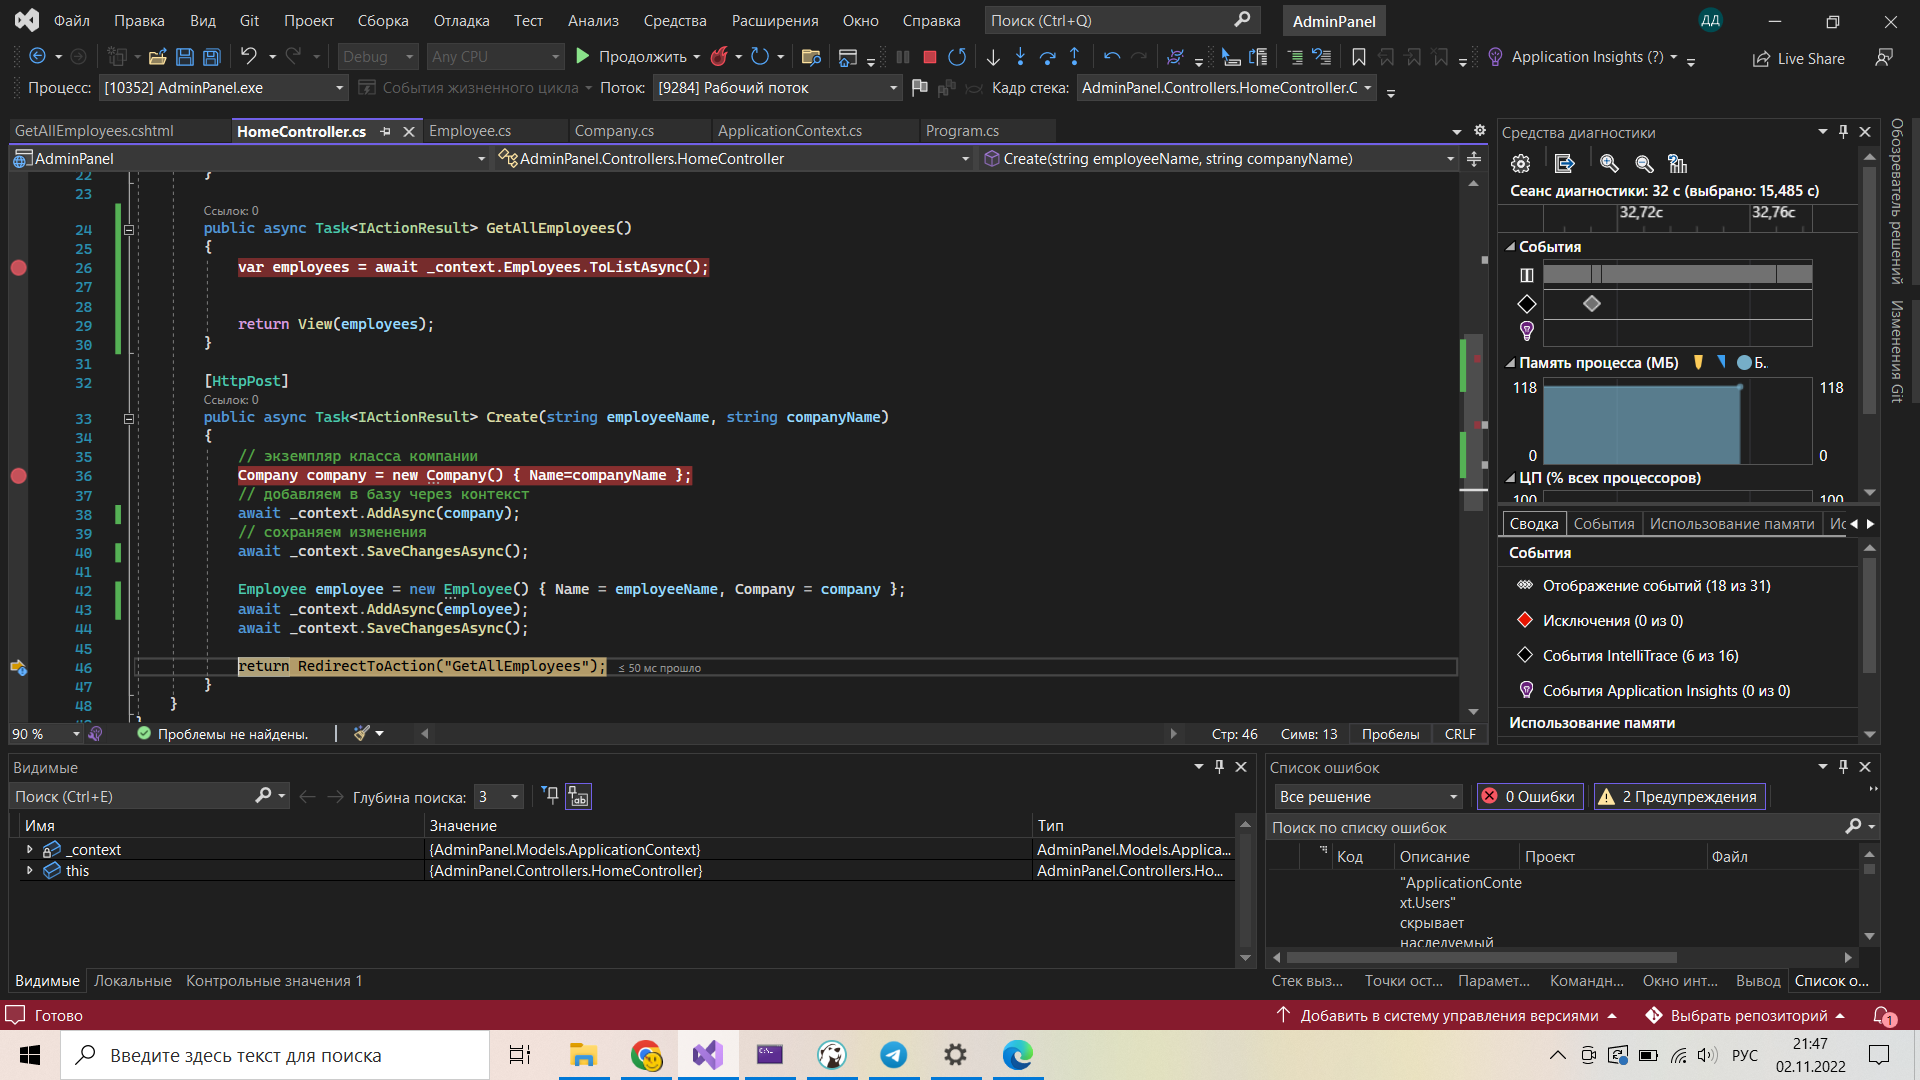 Файл Правка Вид Git Проект Сборка Отладка Тест Анализ Средства Расширения Окно Справка Поиск (Ctrl+Q) AdminPanel ДД
Debug Any CPU Продолжить Application Insights (?) Live Share
Процесс: [10352] AdminPanel.exe События жизненного цикла Поток: [9284] Рабочий поток Кадр стека: AdminPanel.Controllers.HomeController.C
GetAllEmployees.cshtml HomeController.cs Employee.cs Company.cs ApplicationContext.cs Program.cs
AdminPanel AdminPanel.Controllers.HomeController Create(string employeeName, string companyName)
22 }
23
Ссылок: 0
24 public async Task<IActionResult> GetAllEmployees()
25 {
26 var employees = await _context.Employees.ToListAsync();
27
28
29 return View(employees);
30 }
31
32 [HttpPost]
Ссылок: 0
33 public async Task<IActionResult> Create(string employeeName, string companyName)
34 {
35 // экземпляр класса компании
36 Company company = new Company() { Name=companyName };
37 // добавляем в базу через контекст
38 await _context.AddAsync(company);
39 // сохраняем изменения
40 await _context.SaveChangesAsync();
41
42 Employee employee = new Employee() { Name = employeeName, Company = company };
43 await _context.AddAsync(employee);
44 await _context.SaveChangesAsync();
45
46 return RedirectToAction("GetAllEmployees"); ≤ 50 мс прошло
47 }
48 }
90 % Проблемы не найдены. Стр: 46 Симв: 13 Пробелы CRLF
Средства диагностики
Сеанс диагностики: 32 с (выбрано: 15,485 с)
32,72с 32,76с
События
Память процесса (МБ) Б..
118 118
0 0
ЦП (% всех процессоров)
100 100
Сводка События Использование памяти Ис
События
Отображение событий (18 из 31)
Исключения (0 из 0)
События IntelliTrace (6 из 16)
События Application Insights (0 из 0)
Использование памяти
Обозреватель решений
Изменения Git
Видимые
Поиск (Ctrl+E) Глубина поиска: 3
Имя Значение Тип
_context {AdminPanel.Models.ApplicationContext} AdminPanel.Models.Applica...
this {AdminPanel.Controllers.HomeController} AdminPanel.Controllers.Ho...
Видимые Локальные Контрольные значения 1
Список ошибок
Все решение 0 Ошибки 2 Предупреждения
Поиск по списку ошибок
Код Описание Проект Файл
"ApplicationConte
xt.Users"
скрывает
наследуемый
Стек выз... Точки ост... Парамет... Командн... Окно инт... Вывод Список о...
Готово Добавить в систему управления версиями Выбрать репозиторий 1
Введите здесь текст для поиска РУС 21:47
02.11.2022